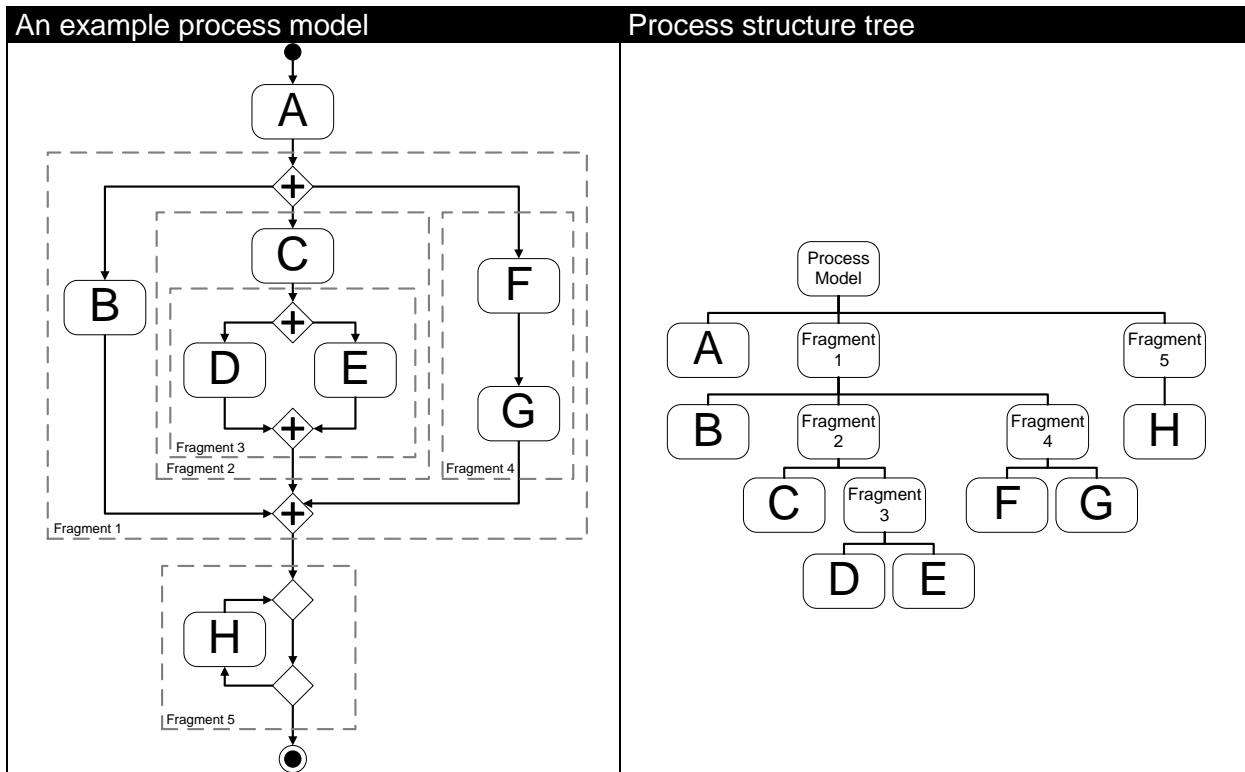 An example process model
Process structure tree
A
B
C
F
D
E
G
Fragment 3
Fragment 2
Fragment 4
Fragment 1
H
Fragment 5
Process
Model
A
Fragment
1
Fragment
5
B
Fragment
2
Fragment
4
H
C
Fragment
3
F
G
D
E